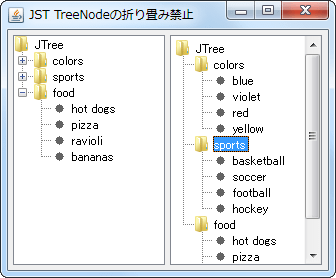 JST TreeNodeの折り畳み禁止
JTree
colors
sports
food
hot dogs
pizza
ravioli
bananas
JTree
colors
blue
violet
red
yellow
sports
basketball
soccer
football
hockey
food
hot dogs
pizza